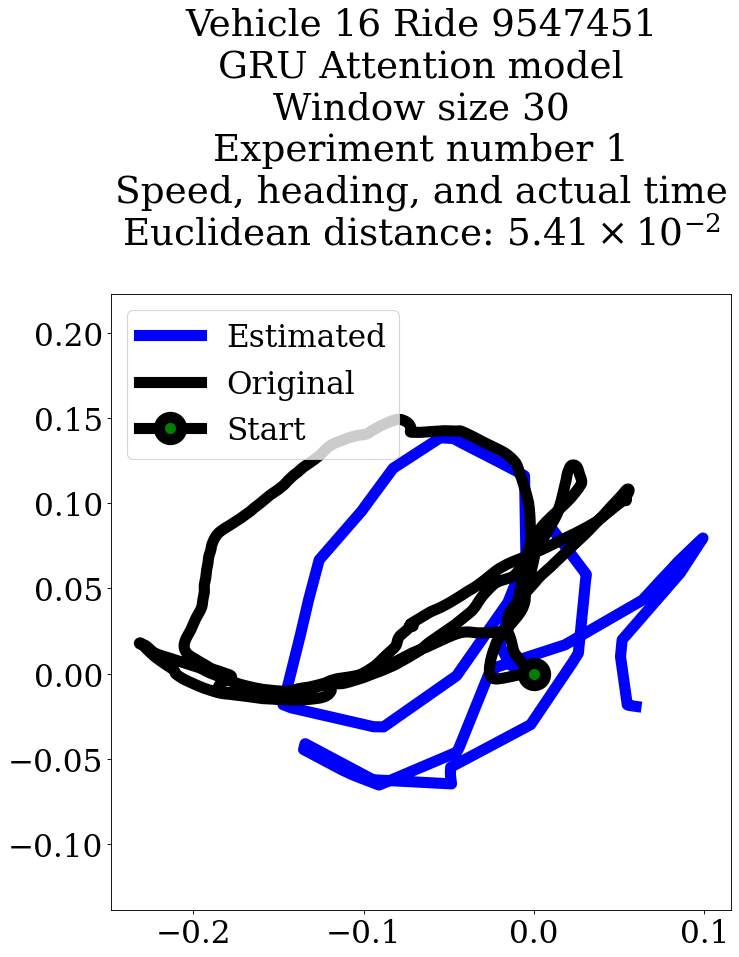 Vehicle 16 Ride 9547451
GRU Attention model
Window size 30
Experiment number 1
Speed, heading, and actual time
Euclidean distance: 5.41 × 10⁻²
Estimated
Original
Start
0.20
0.15
0.10
0.05
0.00
−0.05
−0.10
−0.2 −0.1 0.0 0.1